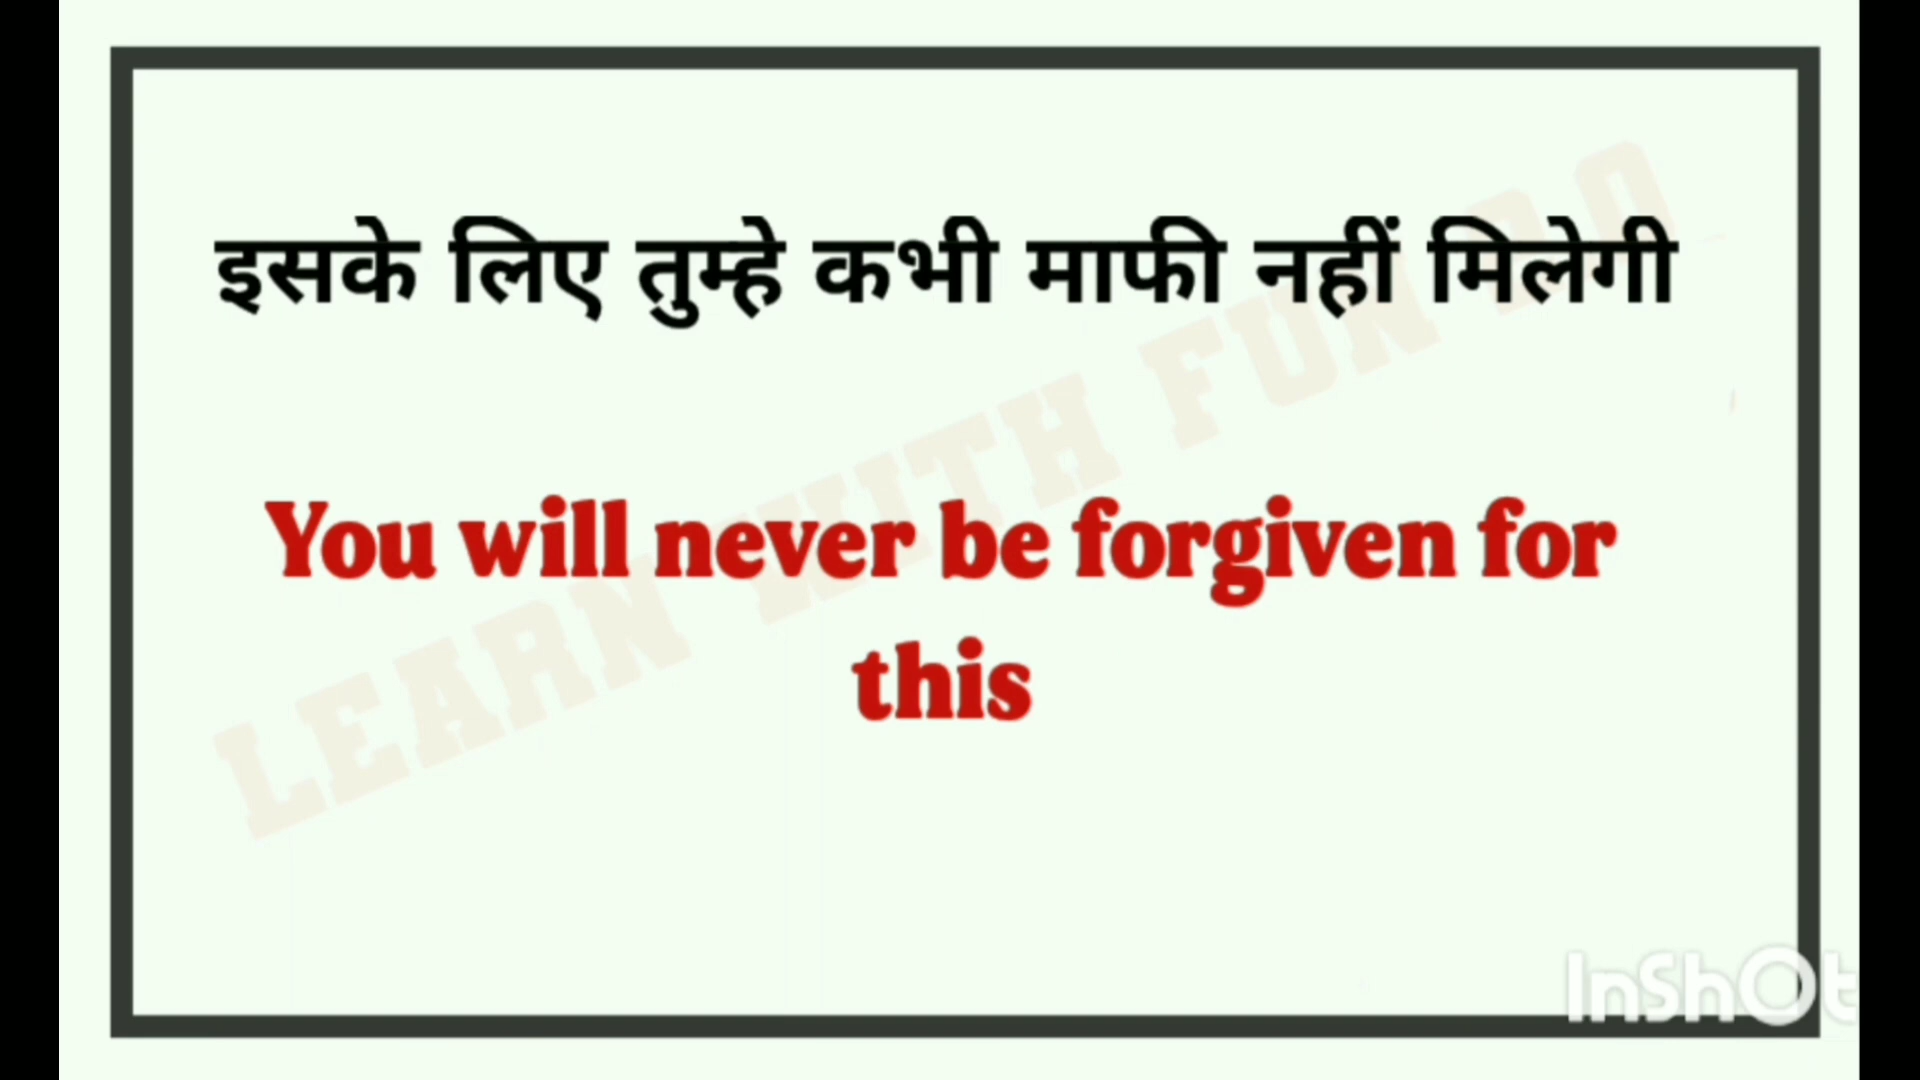 इसके लिए तुम्हे कभी माफी नहीं मिलेगी
You will never be forgiven for
this
LEARN WITH FUN
InShOt